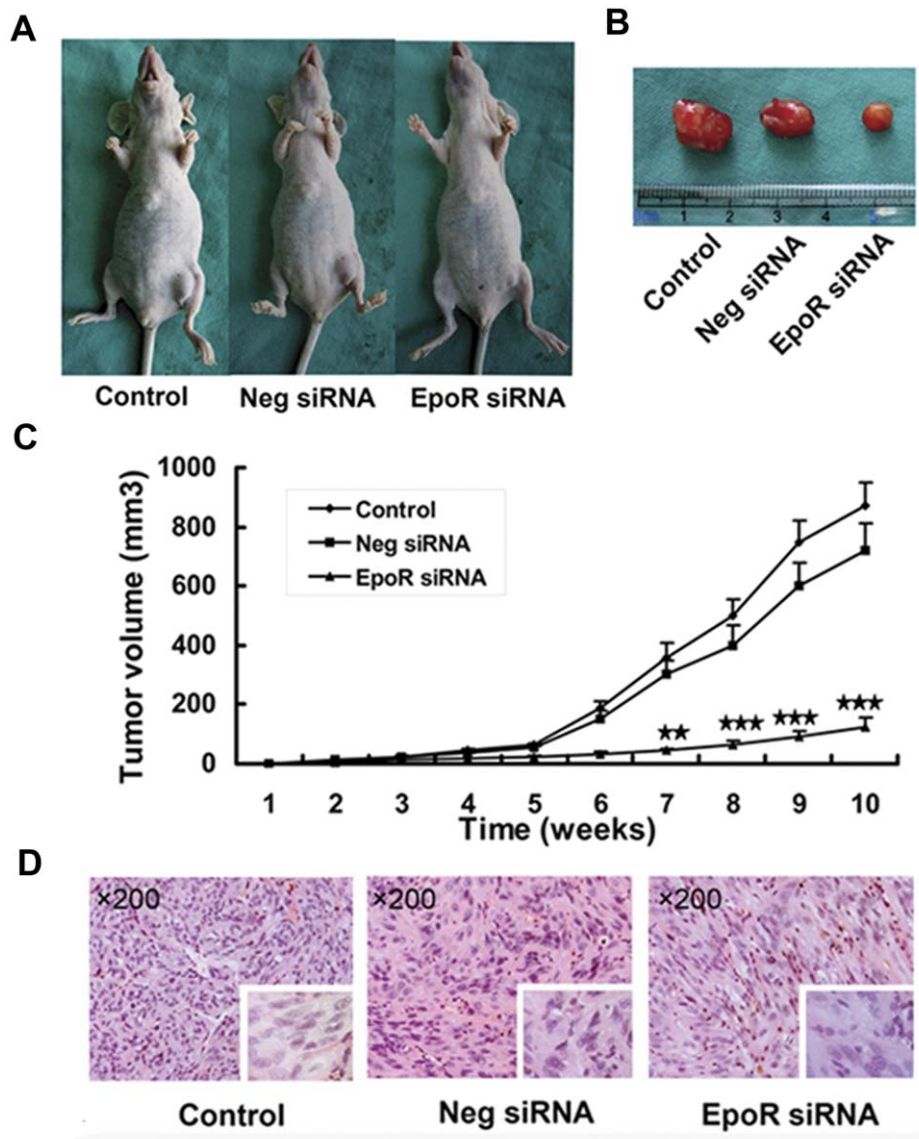 A
B
Control
Neg siRNA
EpoR siRNA
1 2 3 4 5
Control
Neg siRNA
EpoR siRNA
C
Tumor volume (mm3)
1000
800
600
400
200
0
Control
Neg siRNA
EpoR siRNA
★★
★★★
★★★
★★★
1 2 3 4 5 6 7 8 9 10
Time (weeks)
D
×200
×200
×200
Control
Neg siRNA
EpoR siRNA